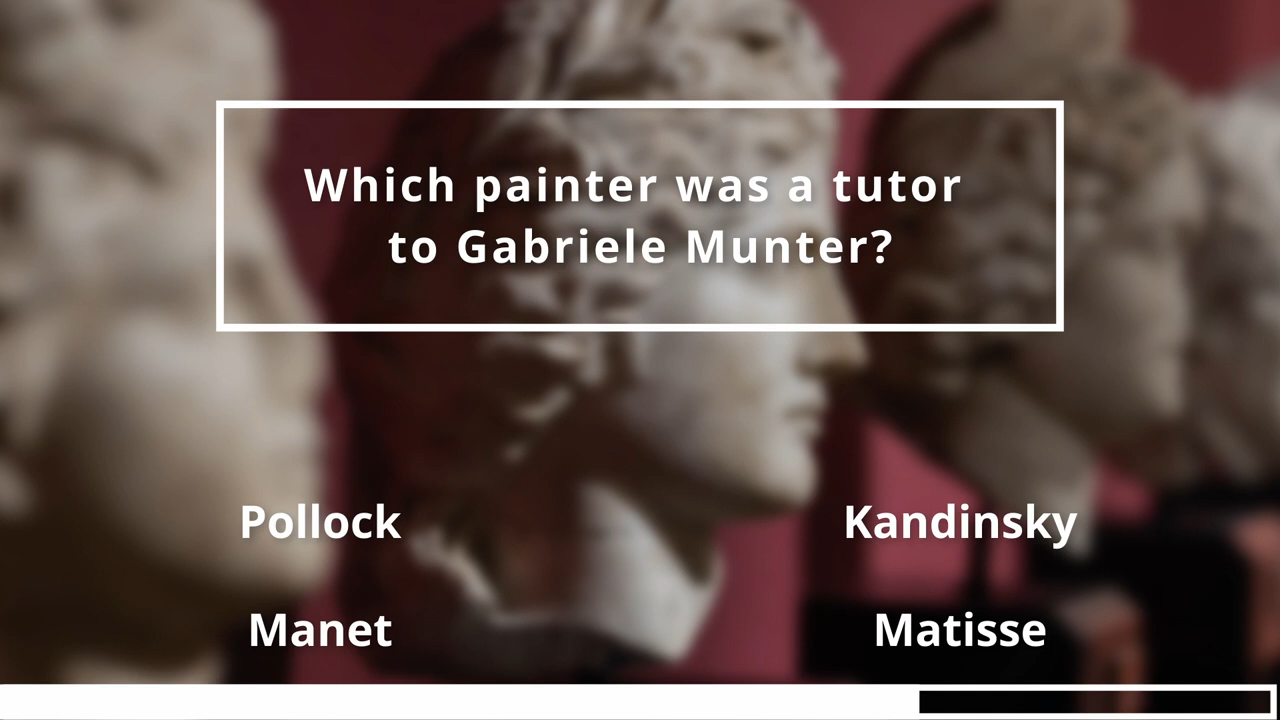 Which painter was a tutor
to Gabriele Munter?
Pollock
Kandinsky
Manet
Matisse